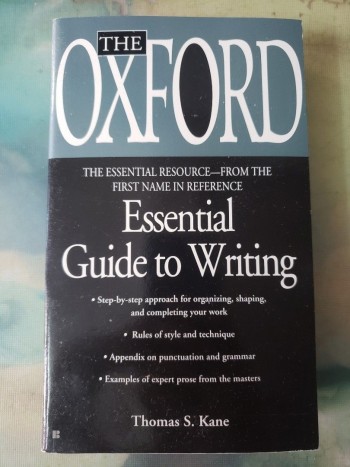 THE
OXFORD
THE ESSENTIAL RESOURCE—FROM THE
FIRST NAME IN REFERENCE
Essential
Guide to Writing
• Step-by-step approach for organizing, shaping,
and completing your work
• Rules of style and technique
• Appendix on punctuation and grammar
• Examples of expert prose from the masters
Thomas S. Kane
B